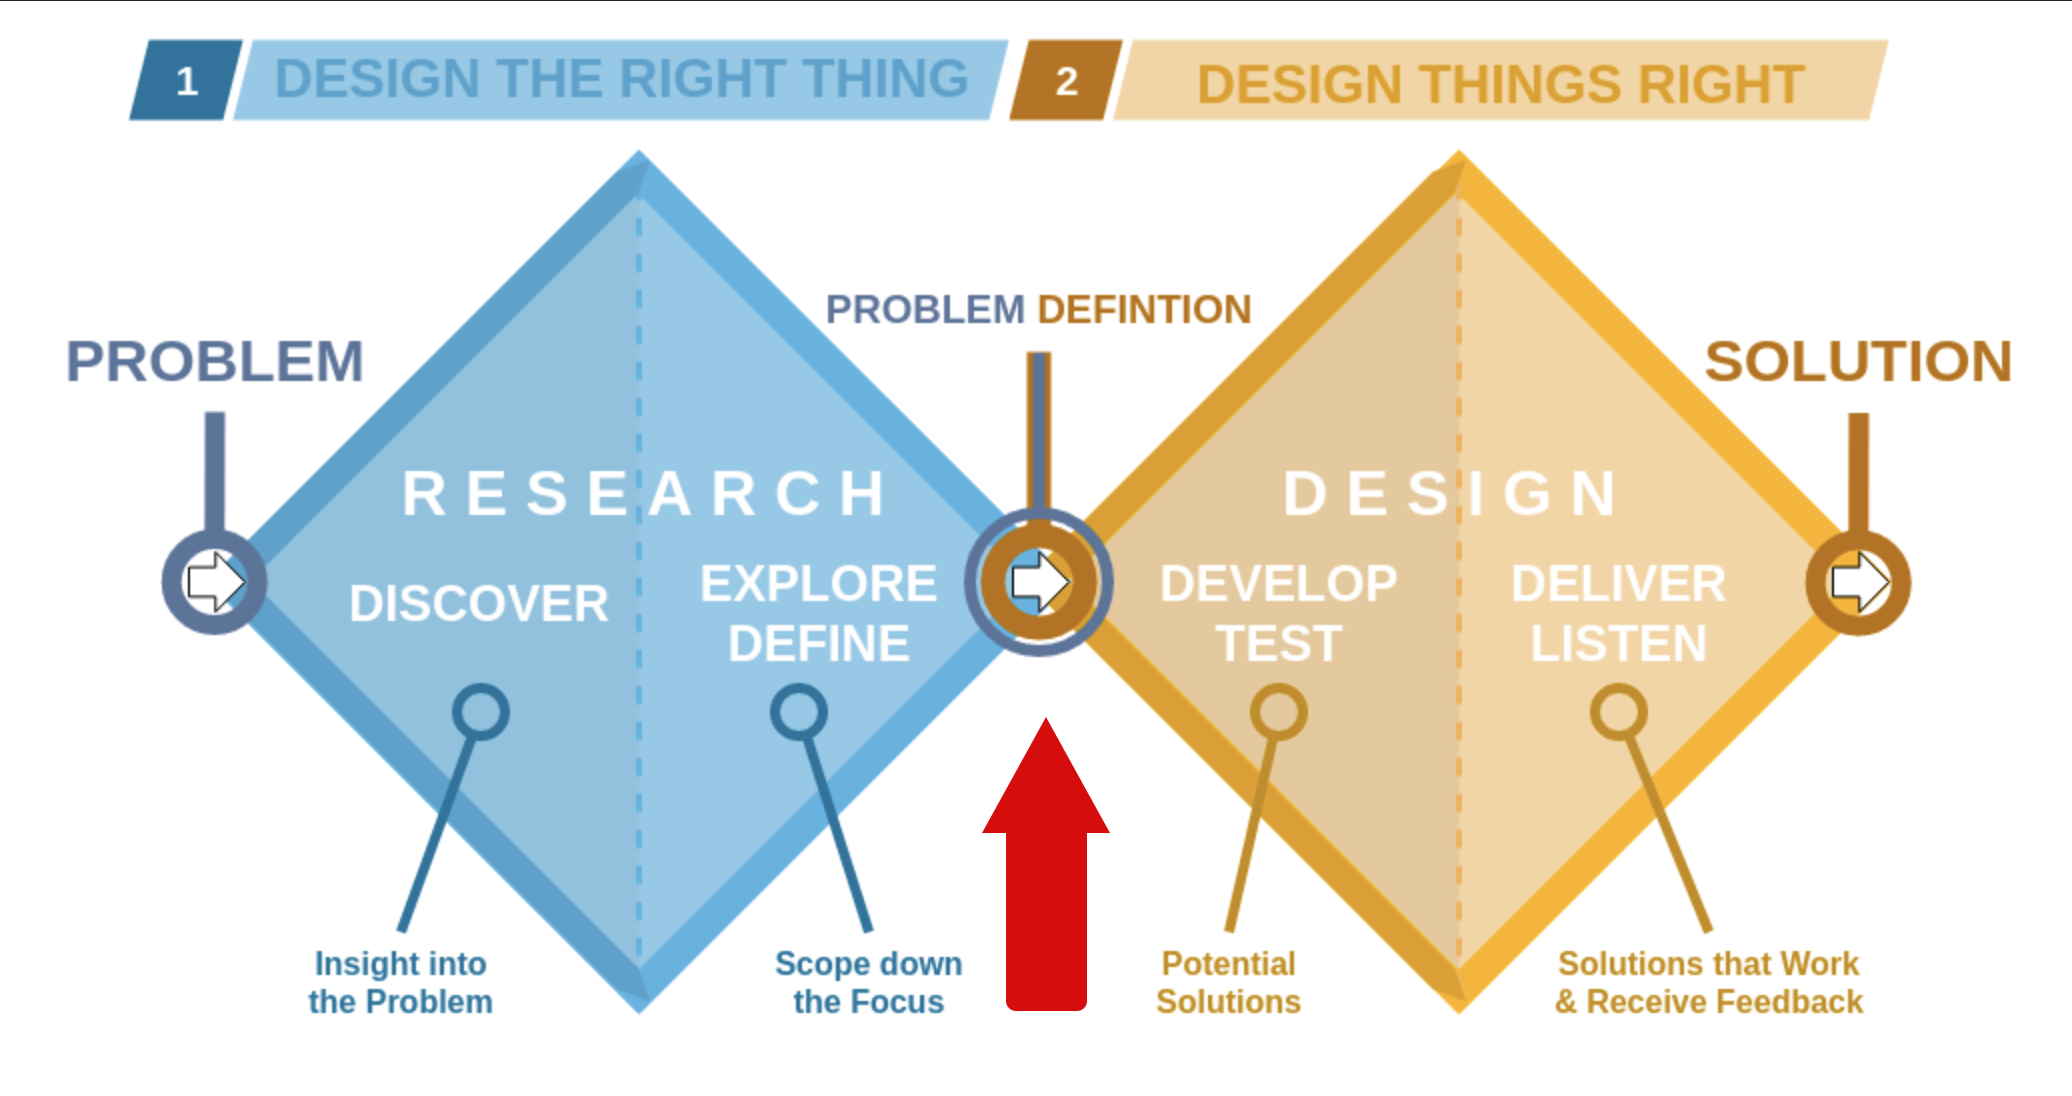 1 DESIGN THE RIGHT THING 2 DESIGN THINGS RIGHT
PROBLEM DEFINTION
PROBLEM
SOLUTION
RESEARCH
DESIGN
DISCOVER
EXPLORE
DEFINE
DEVELOP
TEST
DELIVER
LISTEN
Insight into
the Problem
Scope down
the Focus
Potential
Solutions
Solutions that Work
& Receive Feedback